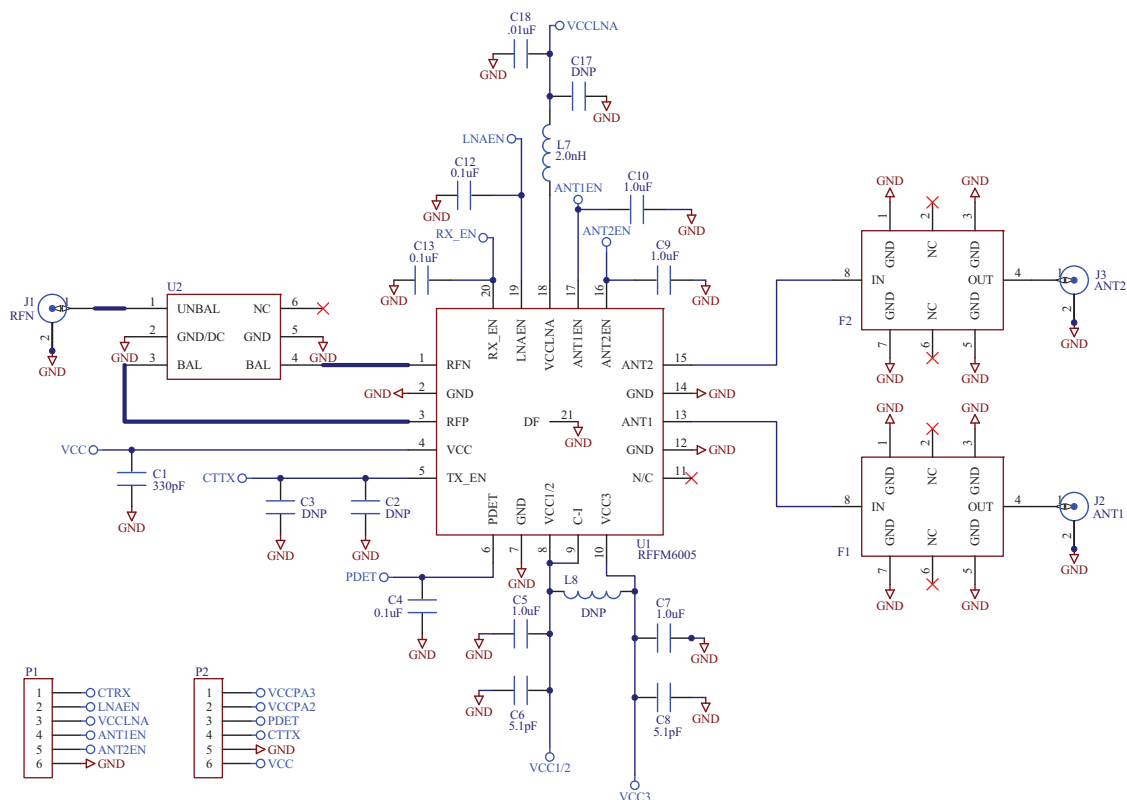 C18
.01uF
VCCLNA
GND
C17
DNP
GND
LNAEN
L7
2.0nH
C12
0.1uF
GND
ANT1EN
C10
1.0uF
GND
RX_EN
ANT2EN
C13
0.1uF
GND
C9
1.0uF
GND
20
19
18
17
16
RX_EN
LNAEN
VCCLNA
ANT1EN
ANT2EN
J1
RFN
1
2
GND
U2
1 UNBAL NC 6
2 GND/DC GND 5
3 BAL BAL 4
GND
GND
1 RFN
GND 2 GND
3 RFP
4 VCC
5 TX_EN
DF 21
GND
ANT2 15
GND 14 GND
ANT1 13
GND 12 GND
N/C 11
PDET
GND
VCC1/2
C-I
VCC3
6
7
8
9
10
U1
RFFM6005
VCC
C1
330pF
GND
CTTX
C3
DNP
GND
C2
DNP
GND
PDET
C4
0.1uF
GND
GND
L8
DNP
C5
1.0uF
GND
C7
1.0uF
GND
C6
5.1pF
GND
C8
5.1pF
GND
VCC1/2
VCC3
GND
GND
1
2
3
GND
NC
GND
8 IN OUT 4
GND
NC
GND
F2
7
6
5
GND
GND
1
2
J3
ANT2
GND
GND
GND
1
2
3
GND
NC
GND
8 IN OUT 4
GND
NC
GND
F1
7
6
5
GND
GND
1
2
J2
ANT1
GND
P1
1 CTRX
2 LNAEN
3 VCCLNA
4 ANT1EN
5 ANT2EN
6 GND
P2
1 VCCPA3
2 VCCPA2
3 PDET
4 CTTX
5 GND
6 VCC